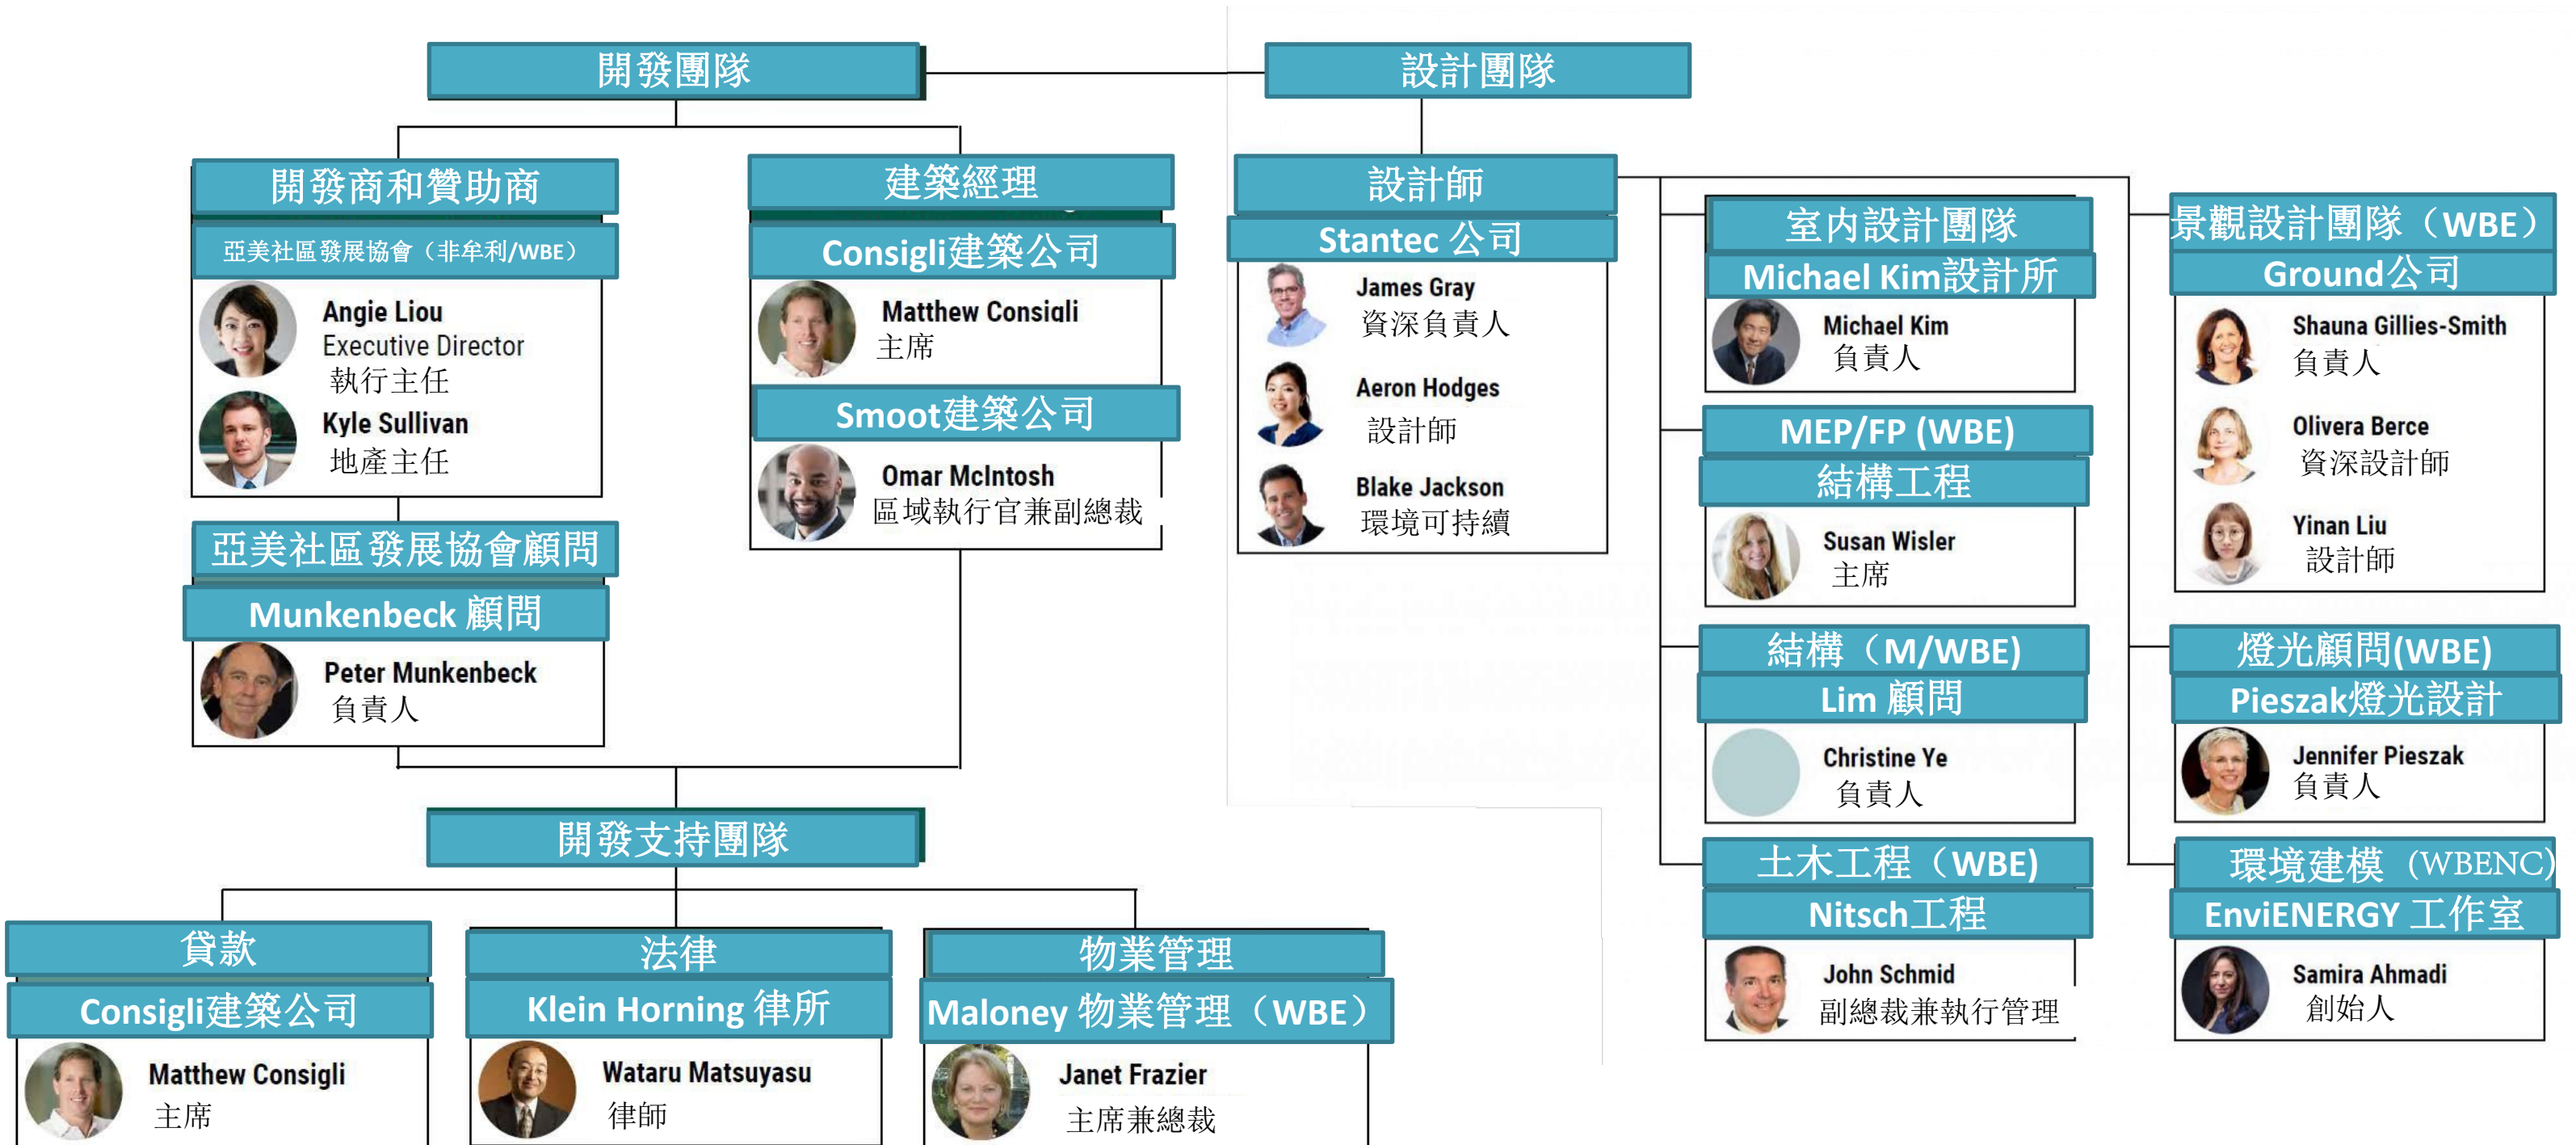 開發團隊
設計團隊
開發商和贊助商
亞美社區發展協會（非牟利/WBE）
Angie Liou
Executive Director
執行主任
Kyle Sullivan
地產主任
亞美社區發展協會顧問
Munkenbeck 顧問
Peter Munkenbeck
負責人
建築經理
Consigli建築公司
Matthew Consigli
主席
Smoot建築公司
Omar McIntosh
區域執行官兼副總裁
開發支持團隊
貸款
Consigli建築公司
Matthew Consigli
主席
法律
Klein Horning 律所
Wataru Matsuyasu
律師
物業管理
Maloney 物業管理（WBE）
Janet Frazier
主席兼總裁
設計師
Stantec 公司
James Gray
資深負責人
Aeron Hodges
設計師
Blake Jackson
環境可持續
室內設計團隊
Michael Kim設計所
Michael Kim
負責人
MEP/FP (WBE)
結構工程
Susan Wisler
主席
結構（M/WBE)
Lim 顧問
Christine Ye
負責人
土木工程（WBE)
Nitsch工程
John Schmid
副總裁兼執行管理
景觀設計團隊（WBE）
Ground公司
Shauna Gillies-Smith
負責人
Olivera Berce
資深設計師
Yinan Liu
設計師
燈光顧問(WBE)
Pieszak燈光設計
Jennifer Pieszak
負責人
環境建模（WBENC)
EnviENERGY 工作室
Samira Ahmadi
創始人